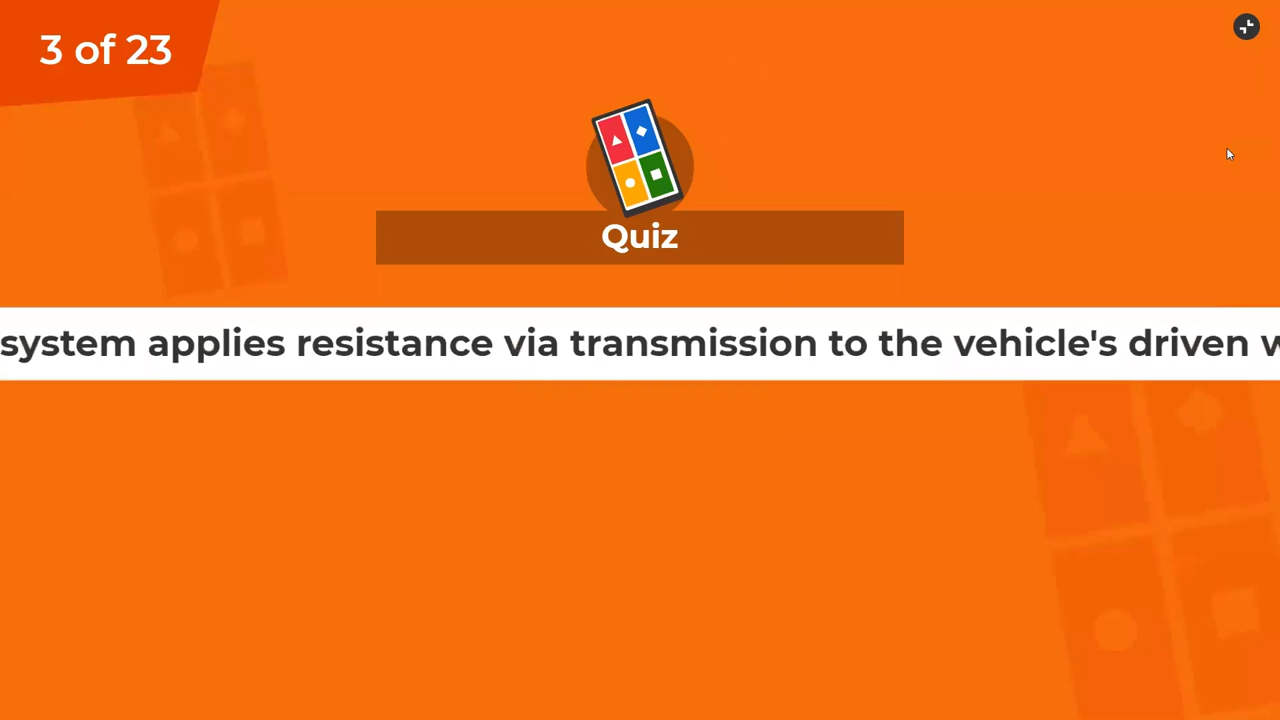 3 of 23
Quiz
system applies resistance via transmission to the vehicle's driven